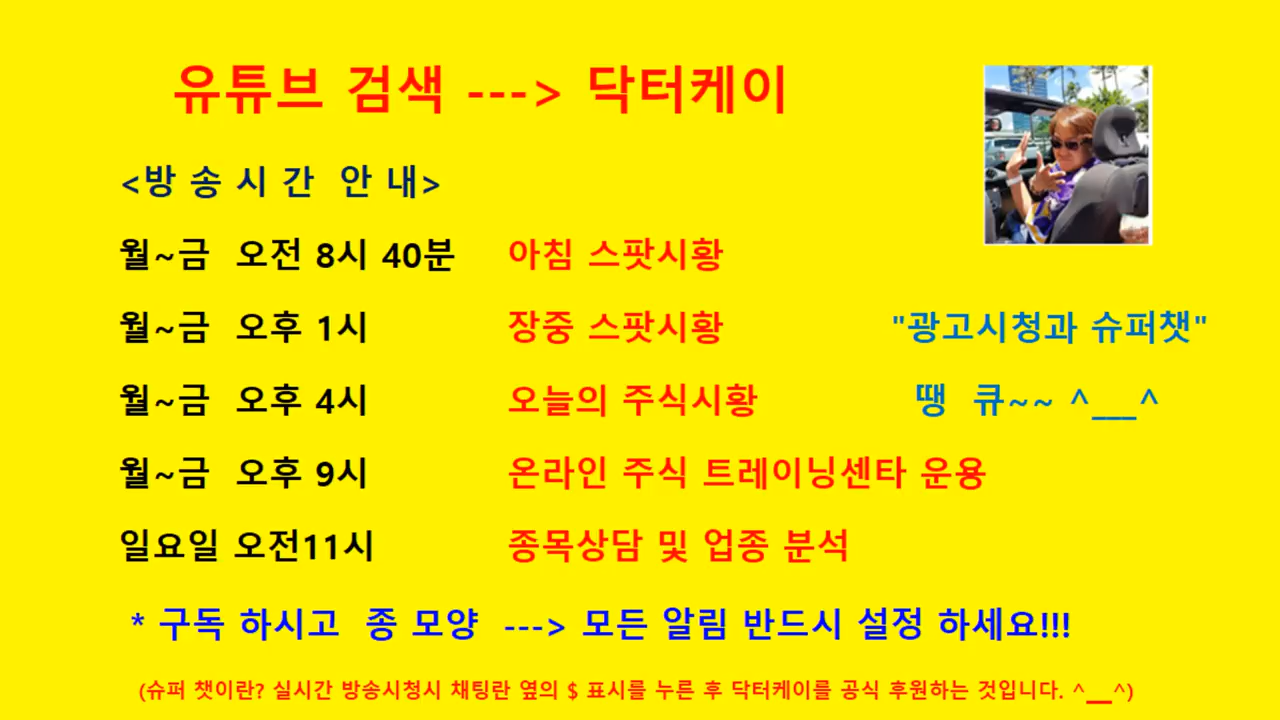 유튜브 검색 ---> 닥터케이
<방 송 시 간 안 내>
월~금 오전 8시 40분 아침 스팟시황
월~금 오후 1시 장중 스팟시황 "광고시청과 슈퍼챗"
월~금 오후 4시 오늘의 주식시황 땡 큐~~ ^___^
월~금 오후 9시 온라인 주식 트레이닝센타 운용
일요일 오전11시 종목상담 및 업종 분석
* 구독 하시고 종 모양 ---> 모든 알림 반드시 설정 하세요!!!
(슈퍼 챗이란? 실시간 방송시청시 채팅란 옆의 $ 표시를 누른 후 닥터케이를 공식 후원하는 것입니다. ^__^)